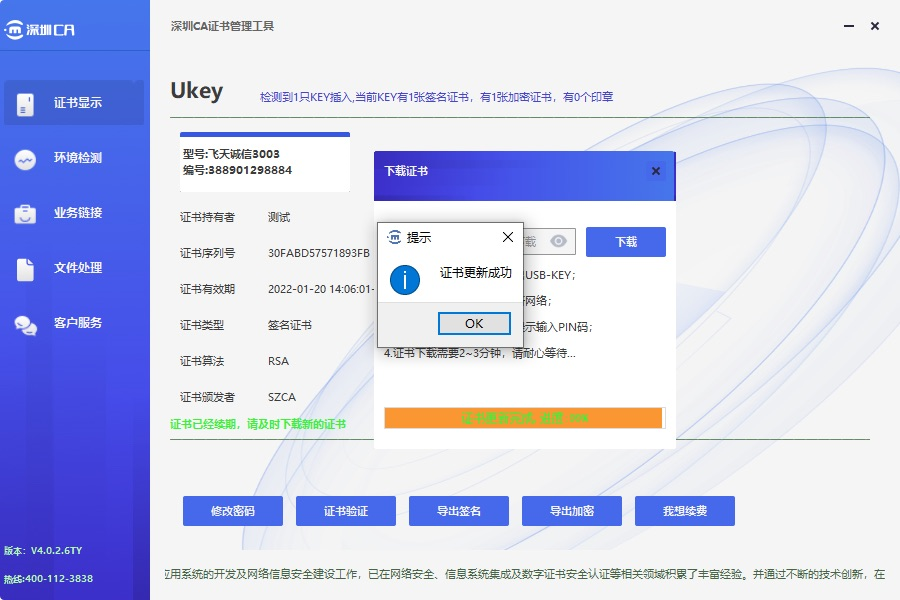 深圳CA
深圳CA证书管理工具
证书显示
环境检测
业务链接
文件处理
客户服务
版本: V4.0.2.6TY
热线:400-112-3838
Ukey
检测到1只KEY插入,当前KEY有1张签名证书，有1张加密证书，有0个印章
型号:飞天诚信3003
编号:388901298884
证书持有者 测试
证书序列号 30FABD57571893FB
证书有效期 2022-01-20 14:06:01-
证书类型 签名证书
证书算法 RSA
证书颁发者 SZCA
证书已经续期，请及时下载新的证书
下载证书
载
下载
USB-KEY;
网络;
示输入PIN码;
4.证书下载需要2~3分钟，请耐心等待...
提示
证书更新成功
OK
修改密码
证书验证
导出签名
导出加密
我想续费
应用系统的开发及网络信息安全建设工作，已在网络安全、信息系统集成及数字证书安全认证等相关领域积累了丰富经验。并通过不断的技术创新，在